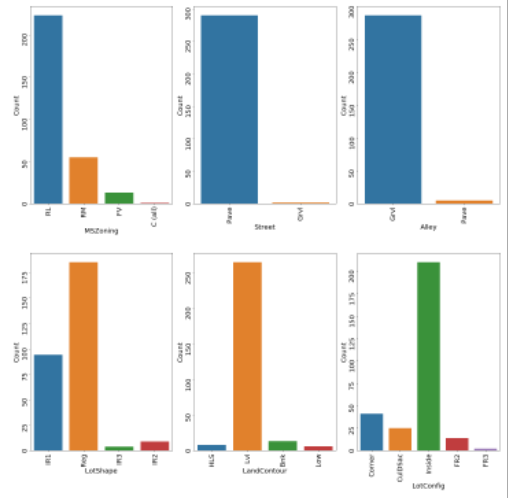 Count
0
50
100
150
200
RL
RM
FV
C (all)
MSZoning
Count
0
50
100
150
200
250
300
Pave
Grvl
Street
Count
0
50
100
150
200
250
300
Grvl
Pave
Alley
Count
0
25
50
75
100
125
150
175
IR1
Reg
IR3
IR2
LotShape
Count
0
50
100
150
200
250
HLS
Lvl
Bnk
Low
LandContour
Count
0
25
50
75
100
125
150
175
200
Corner
CulDSac
Inside
FR2
FR3
LotConfig